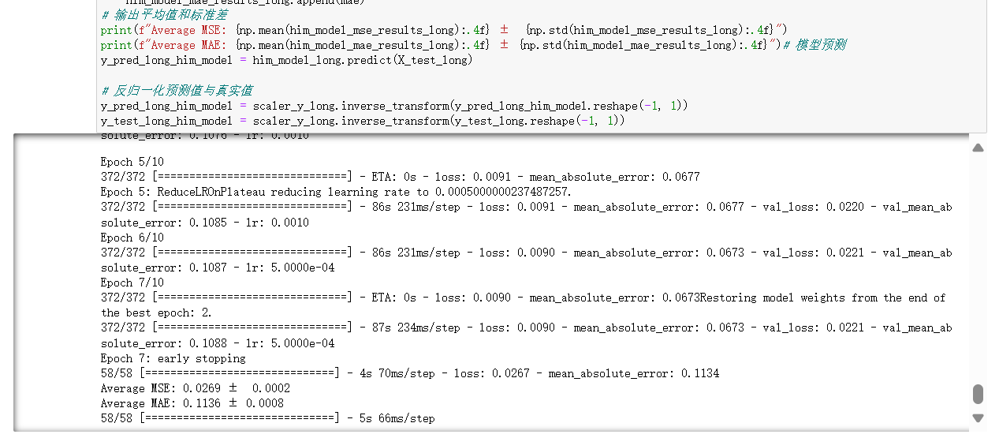 him_model_mae_results_long.append(mae)
# 输出平均值和标准差
print(f"Average MSE: {np.mean(him_model_mse_results_long):.4f} ±  {np.std(him_model_mse_results_long):.4f}")
print(f"Average MAE: {np.mean(him_model_mae_results_long):.4f} ± {np.std(him_model_mae_results_long):.4f}")# 模型预测
y_pred_long_him_model = him_model_long.predict(X_test_long)
# 反归一化预测值与真实值
y_pred_long_him_model = scaler_y_long.inverse_transform(y_pred_long_him_model.reshape(-1, 1))
y_test_long_him_model = scaler_y_long.inverse_transform(y_test_long.reshape(-1, 1))
solute_error: 0.1076 - lr: 0.0010
Epoch 5/10
372/372 [==============================] - ETA: 0s - loss: 0.0091 - mean_absolute_error: 0.0677
Epoch 5: ReduceLROnPlateau reducing learning rate to 0.0005000000237487257.
372/372 [==============================] - 86s 231ms/step - loss: 0.0091 - mean_absolute_error: 0.0677 - val_loss: 0.0220 - val_mean_ab
solute_error: 0.1085 - lr: 0.0010
Epoch 6/10
372/372 [==============================] - 86s 231ms/step - loss: 0.0090 - mean_absolute_error: 0.0673 - val_loss: 0.0221 - val_mean_ab
solute_error: 0.1087 - lr: 5.0000e-04
Epoch 7/10
372/372 [==============================] - ETA: 0s - loss: 0.0090 - mean_absolute_error: 0.0673Restoring model weights from the end of
the best epoch: 2.
372/372 [==============================] - 87s 234ms/step - loss: 0.0090 - mean_absolute_error: 0.0673 - val_loss: 0.0221 - val_mean_ab
solute_error: 0.1088 - lr: 5.0000e-04
Epoch 7: early stopping
58/58 [==============================] - 4s 70ms/step - loss: 0.0267 - mean_absolute_error: 0.1134
Average MSE: 0.0269 ±  0.0002
Average MAE: 0.1136 ± 0.0008
58/58 [==============================] - 5s 66ms/step